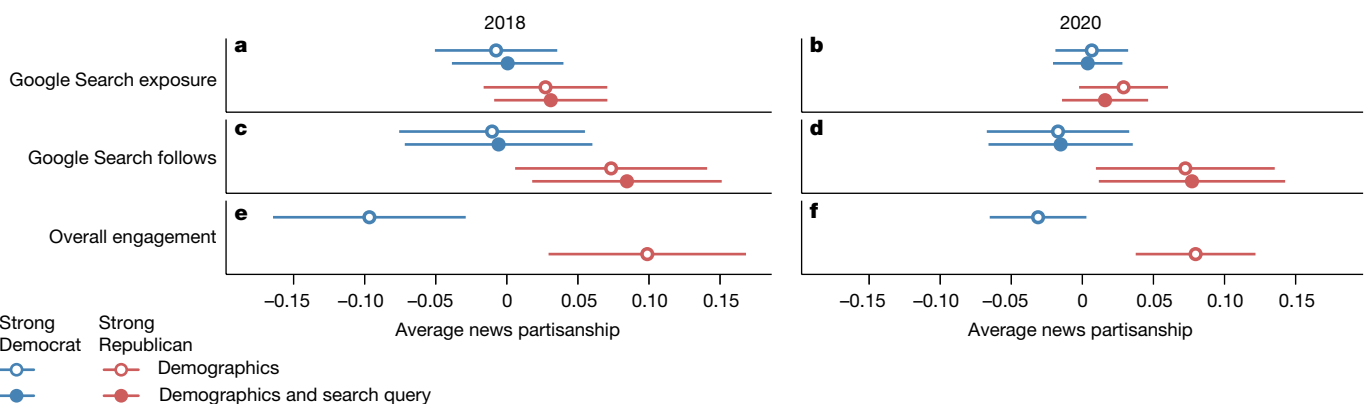 2018 2020
a b
Google Search exposure
c d
Google Search follows
e f
Overall engagement
−0.15 −0.10 −0.05 0 0.05 0.10 0.15 −0.15 −0.10 −0.05 0 0.05 0.10 0.15
Average news partisanship Average news partisanship
Strong Strong
Democrat Republican
Demographics
Demographics and search query